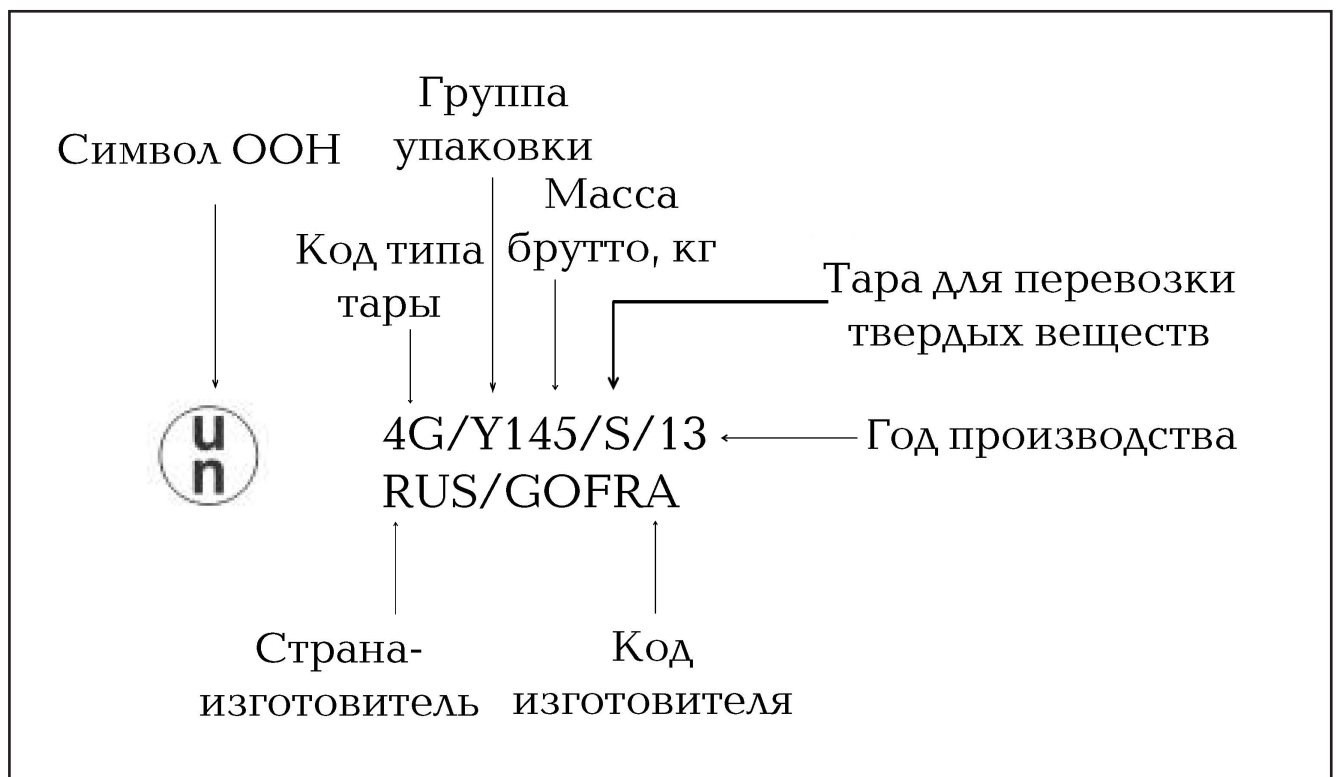 Группа
упаковки
Символ ООН
Масса
брутто, кг
Код типа
тары
Тара для перевозки
твердых веществ
u
n
4G/Y145/S/13
Год производства
RUS/GOFRA
Страна-
изготовитель
Код
изготовителя